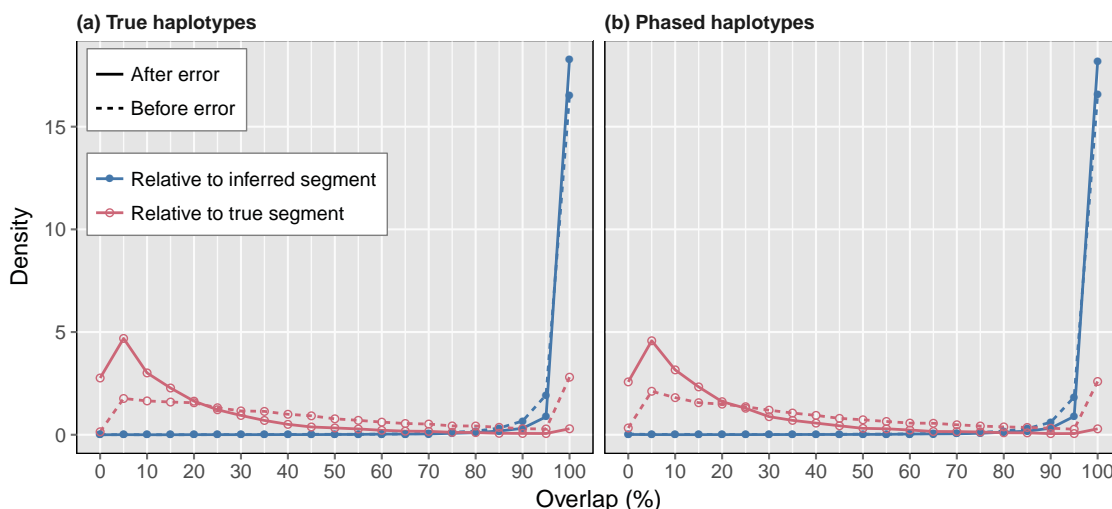 (a) True haplotypes
(b) Phased haplotypes
After error
Before error
Relative to inferred segment
Relative to true segment
Density
15
10
5
0
0 10 20 30 40 50 60 70 80 90 100
0 10 20 30 40 50 60 70 80 90 100
Overlap (%)